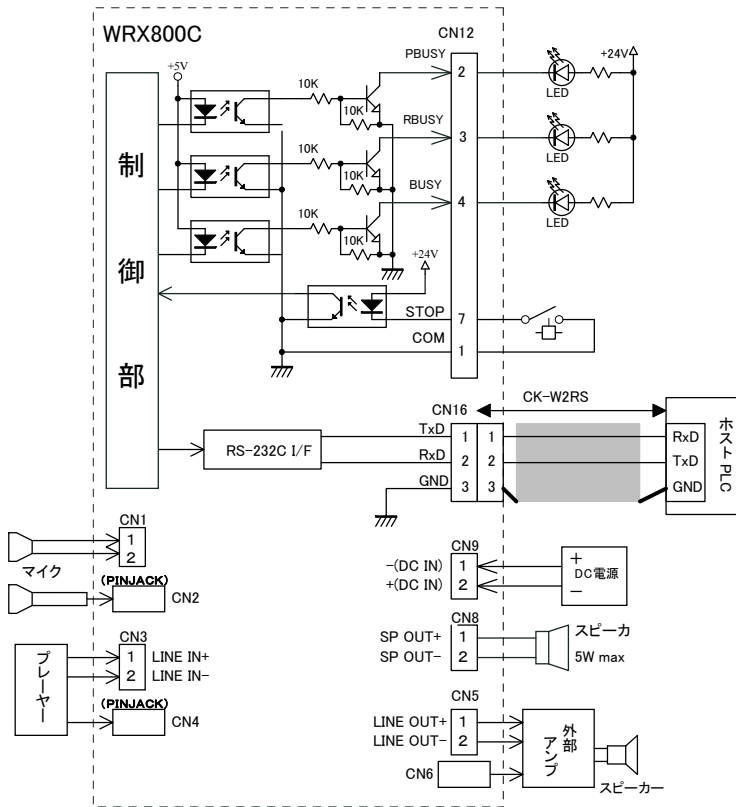 WRX800C
CN12
+5V
PBUSY
10K
10K
2
LED
+24V
RBUSY
10K
10K
3
LED
BUSY
10K
10K
4
LED
制御部
+24V
STOP
7
COM
1
CN16
CK-W2RS
TxD
1
1
RxD
RS-232C I/F
RxD
2
2
TxD
GND
3
3
GND
ホスト PLC
CN1
1
2
マイク
(PINJACK)
CN2
CN9
-(DC IN)
1
+(DC IN)
2
+
DC電源
-
CN3
1
LINE IN+
2
LINE IN-
プレーヤー
(PINJACK)
CN4
CN8
SP OUT+
1
SP OUT-
2
スピーカ
5W max
CN5
LINE OUT+
1
LINE OUT-
2
CN6
外部
アンプ
スピーカー